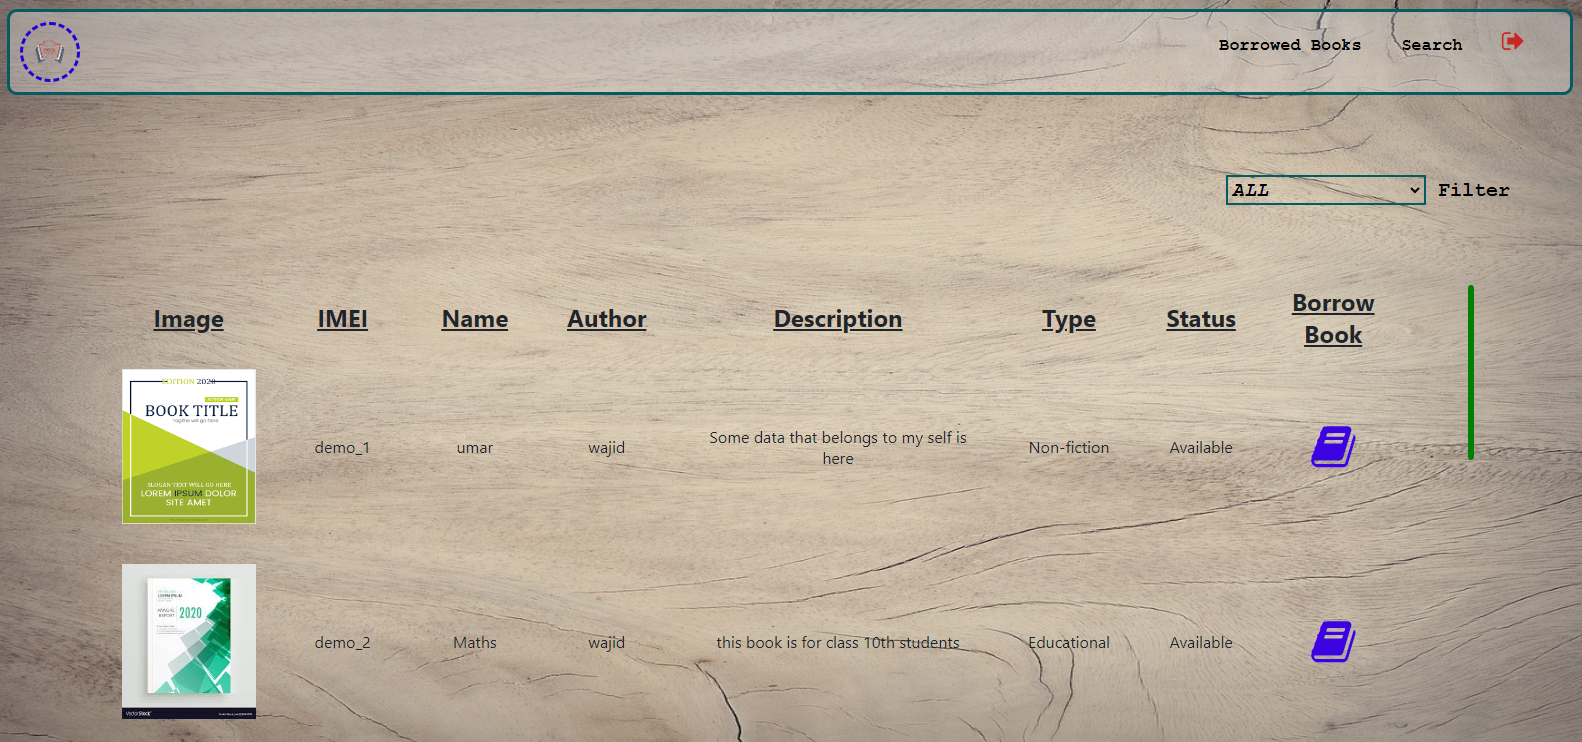 Borrowed Books Search
ALL Filter
Image IMEI Name Author Description Type Status Borrow Book
EDITION 2020
BOOK TITLE
Tagline will go here
SLOGAN TEXT WILL GO HERE
LOREM IPSUM DOLOR
SITE AMET
demo_1 umar wajid Some data that belongs to my self is here Non-fiction Available
ANNUAL
REPORT 2020
VectorStock
demo_2 Maths wajid this book is for class 10th students Educational Available